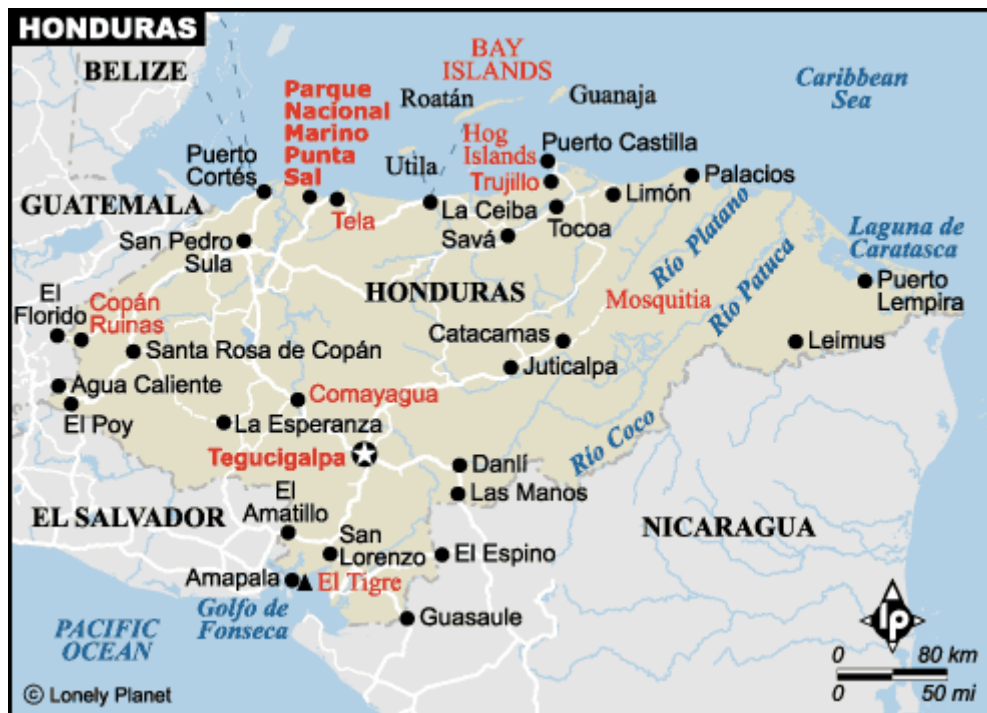 HONDURAS
BELIZE
Parque
Nacional
Marino
Punta
Sal
BAY
ISLANDS
Roatán
Guanaja
Caribbean
Sea
Puerto
Cortés
Utila
Hog
Islands
Puerto Castilla
Trujillo
Palacios
GUATEMALA
Tela
La Ceiba
Limón
Savá
Tocoa
San Pedro
Sula
Río Platano
Río Patuca
Laguna de
Caratasca
Puerto
Lempira
El
Florido
Copán
Ruinas
HONDURAS
Mosquitia
Santa Rosa de Copán
Catacamas
Leimus
Agua Caliente
Juticalpa
El Poy
Comayagua
La Esperanza
Río Coco
Tegucigalpa
Danlí
Las Manos
El
Amatillo
EL SALVADOR
San
Lorenzo
El Espino
NICARAGUA
Amapala
El Tigre
Golfo de
Fonseca
Guasaule
PACIFIC
OCEAN
lp
0 80 km
0 50 mi
© Lonely Planet